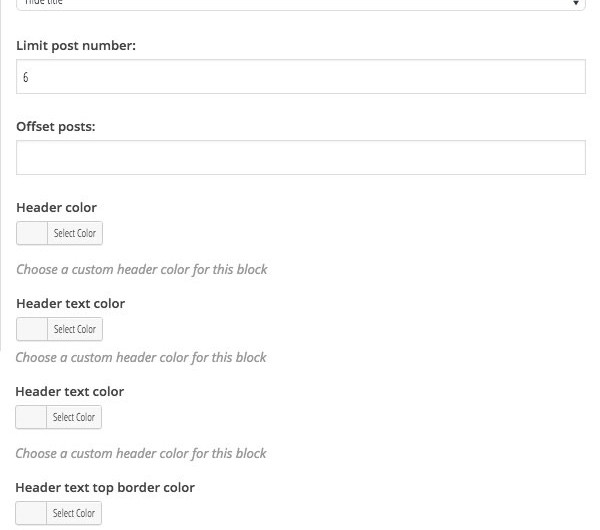 Hide title
Limit post number:
6
Offset posts:
Header color
Select Color
Choose a custom header color for this block
Header text color
Select Color
Choose a custom header color for this block
Header text color
Select Color
Choose a custom header color for this block
Header text top border color
Select Color